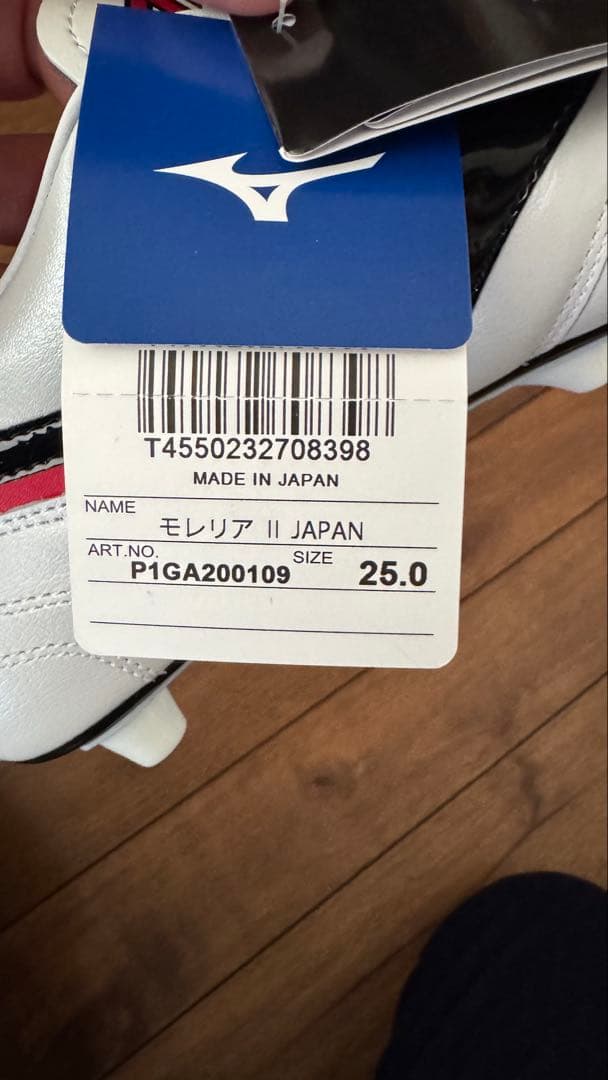 T4550232708398
MADE IN JAPAN
NAME
モレリア II JAPAN
ART.NO.
P1GA200109
SIZE
25.0